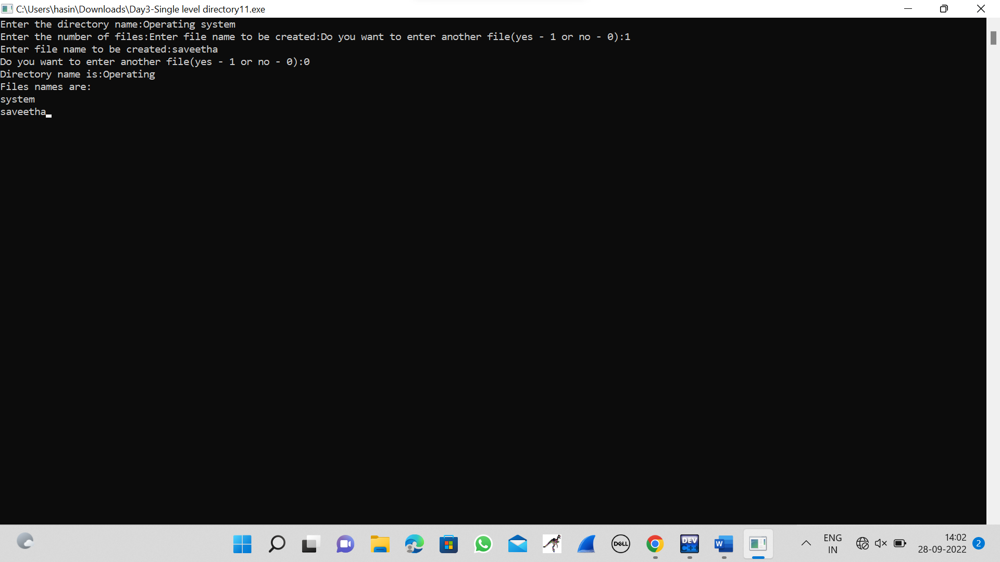 C:\Users\hasin\Downloads\Day3-Single level directory11.exe
Enter the directory name:Operating system
Enter the number of files:Enter file name to be created:Do you want to enter another file(yes - 1 or no - 0):1
Enter file name to be created:saveetha
Do you want to enter another file(yes - 1 or no - 0):0
Directory name is:Operating
Files names are:
system
saveetha
DELL
DEV
C++
W
ENG
IN
14:02
28-09-2022
2